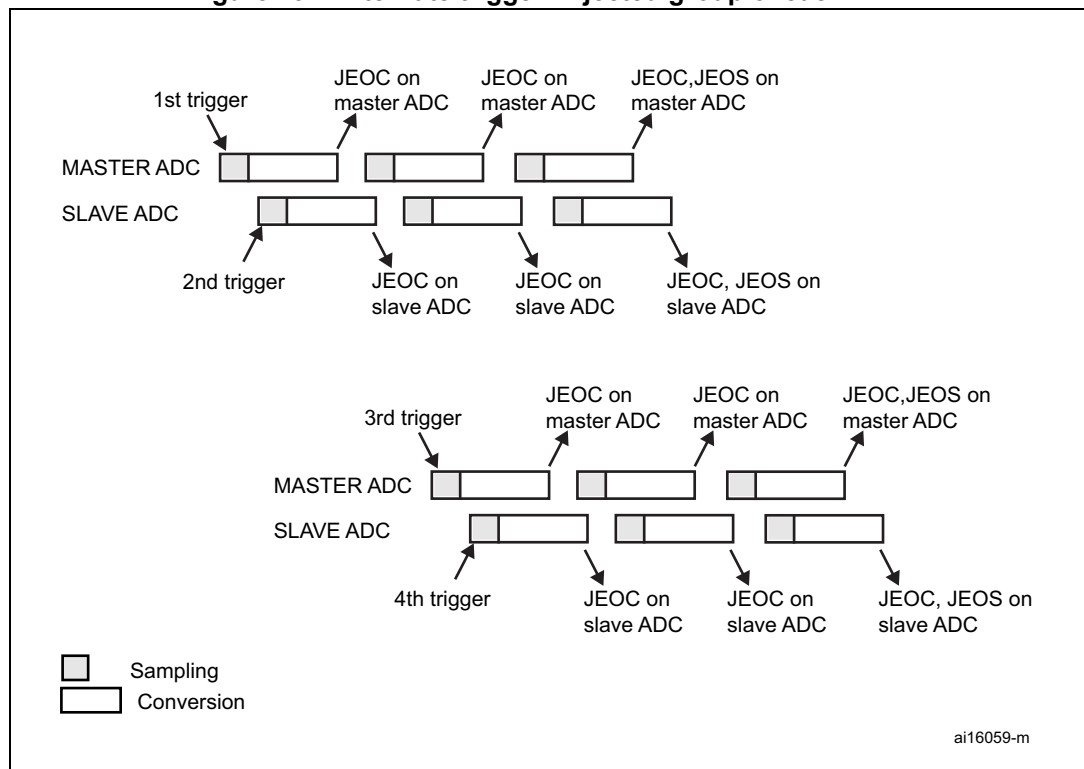 JEOC on
master ADC
JEOC on
master ADC
JEOC,JEOS on
master ADC
1st trigger
MASTER ADC
SLAVE ADC
2nd trigger
JEOC on
slave ADC
JEOC on
slave ADC
JEOC, JEOS on
slave ADC
JEOC on
master ADC
JEOC on
master ADC
JEOC,JEOS on
master ADC
3rd trigger
MASTER ADC
SLAVE ADC
4th trigger
JEOC on
slave ADC
JEOC on
slave ADC
JEOC, JEOS on
slave ADC
Sampling
Conversion
ai16059-m